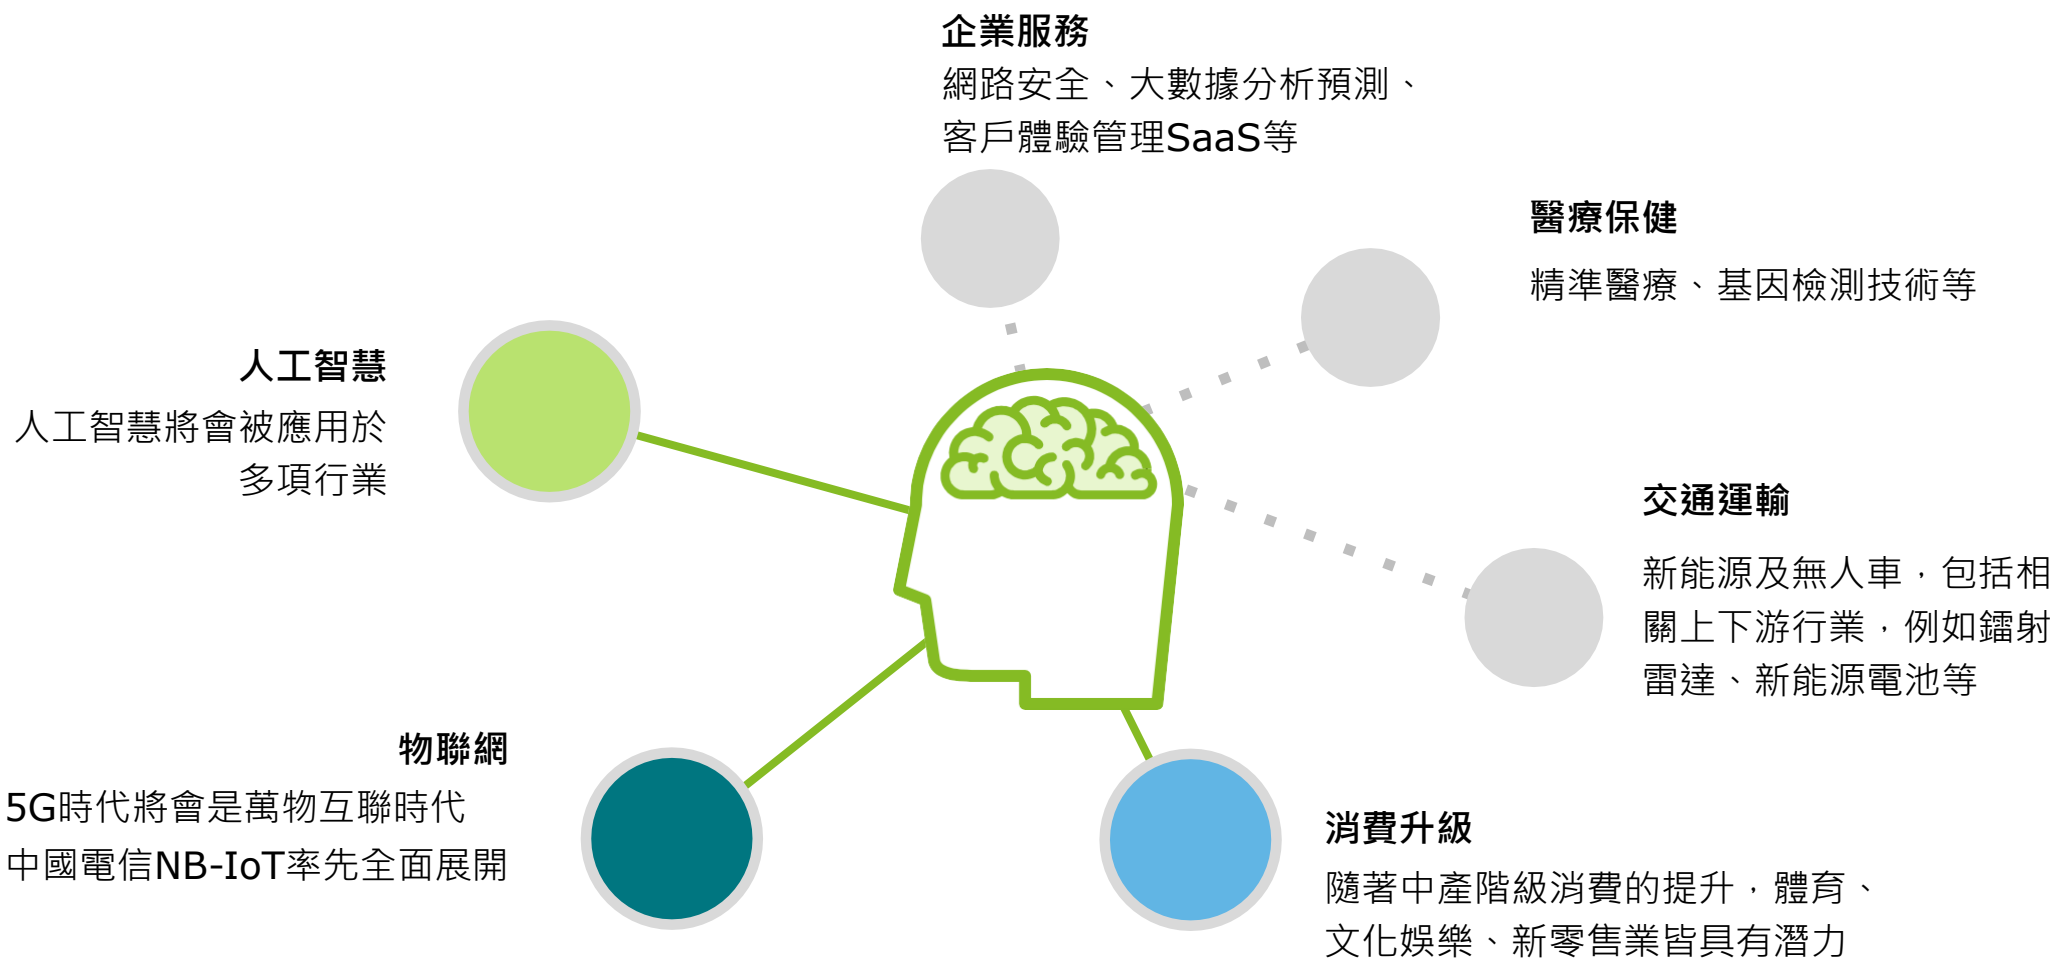 企業服務
網路安全、大數據分析預測、
客戶體驗管理SaaS等
醫療保健
精準醫療、基因檢測技術等
人工智慧
人工智慧將會被應用於
多項行業
交通運輸
新能源及無人車，包括相
關上下游行業，例如鐳射
雷達、新能源電池等
物聯網
5G時代將會是萬物互聯時代
中國電信NB-IoT率先全面展開
消費升級
隨著中產階級消費的提升，體育、
文化娛樂、新零售業皆具有潛力